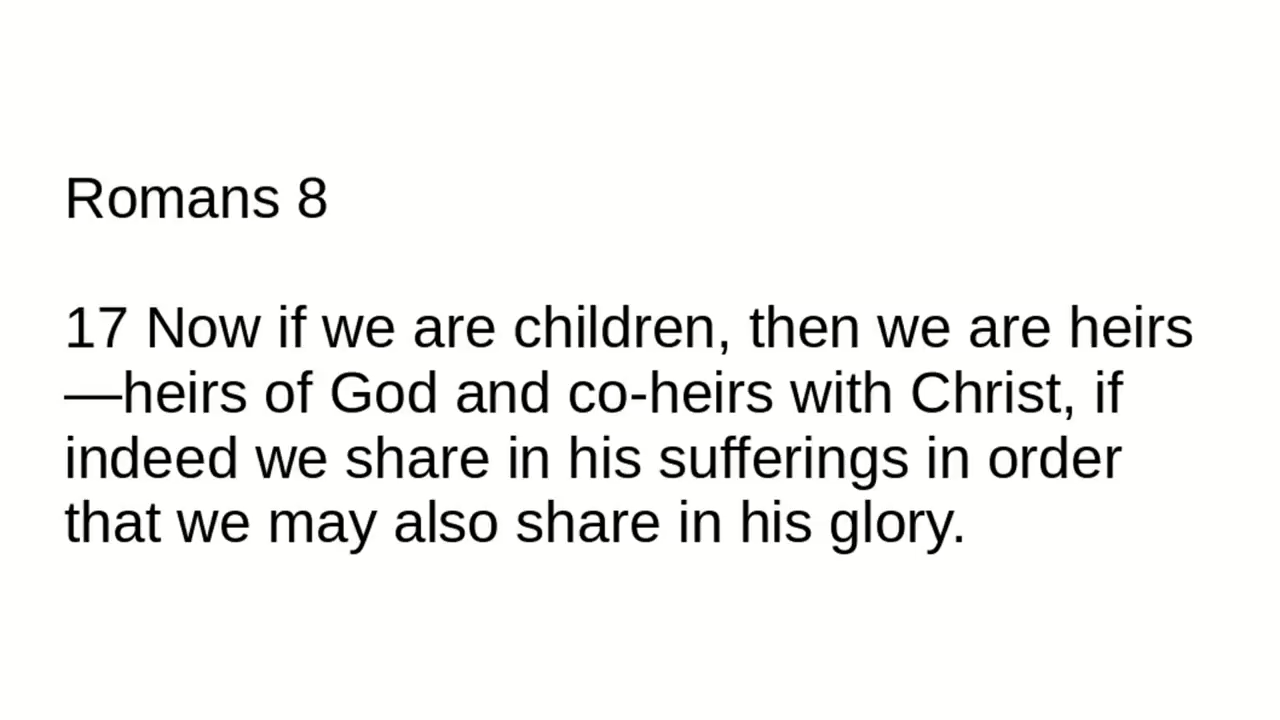 Romans 8
17 Now if we are children, then we are heirs
—heirs of God and co-heirs with Christ, if
indeed we share in his sufferings in order
that we may also share in his glory.